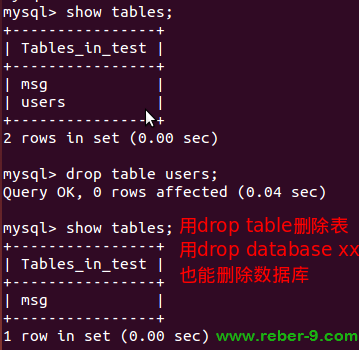 mysql> show tables;
+----------------+
| Tables_in_test |
+----------------+
| msg            |
| users          |
+----------------+
2 rows in set (0.00 sec)
mysql> drop table users;
Query OK, 0 rows affected (0.04 sec)
mysql> show tables;
用drop table删除表
+----------------+
用drop database xx
| Tables_in_test |
+----------------+
也能删除数据库
| msg            |
+----------------+
1 row in set (0.00 sec)
www.reber-9.com